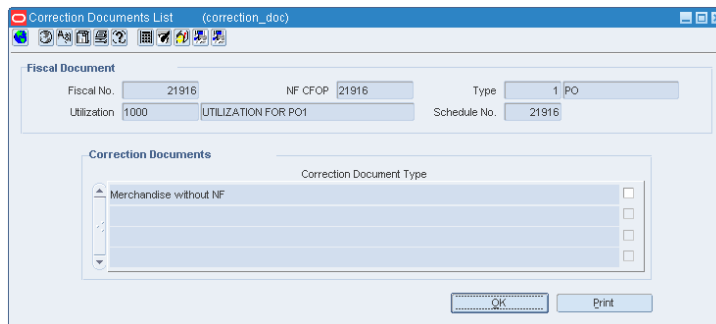 Correction Documents List (correction_doc)
Fiscal Document
Fiscal No. 21916 NF CFOP 21916 Type 1 PO
Utilization 1000 UTILIZATION FOR PO1 Schedule No. 21916
Correction Documents
Correction Document Type
Merchandise without NF
OK Print